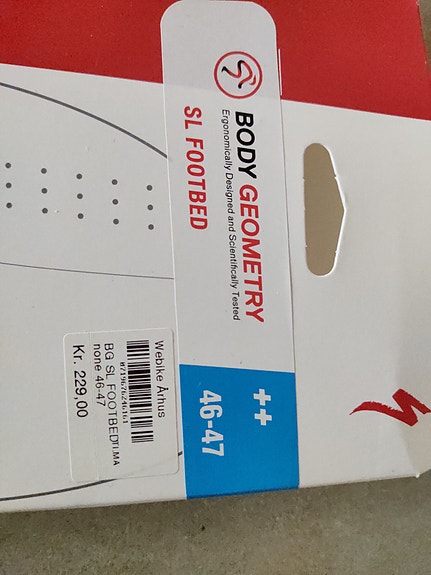 BODY GEOMETRY
Ergonomically Designed and Scientifically Tested
SL FOOTBED
++
46-47
Webike Århus
BG SL FOOTBED
none 46-47
Kr. 229,00